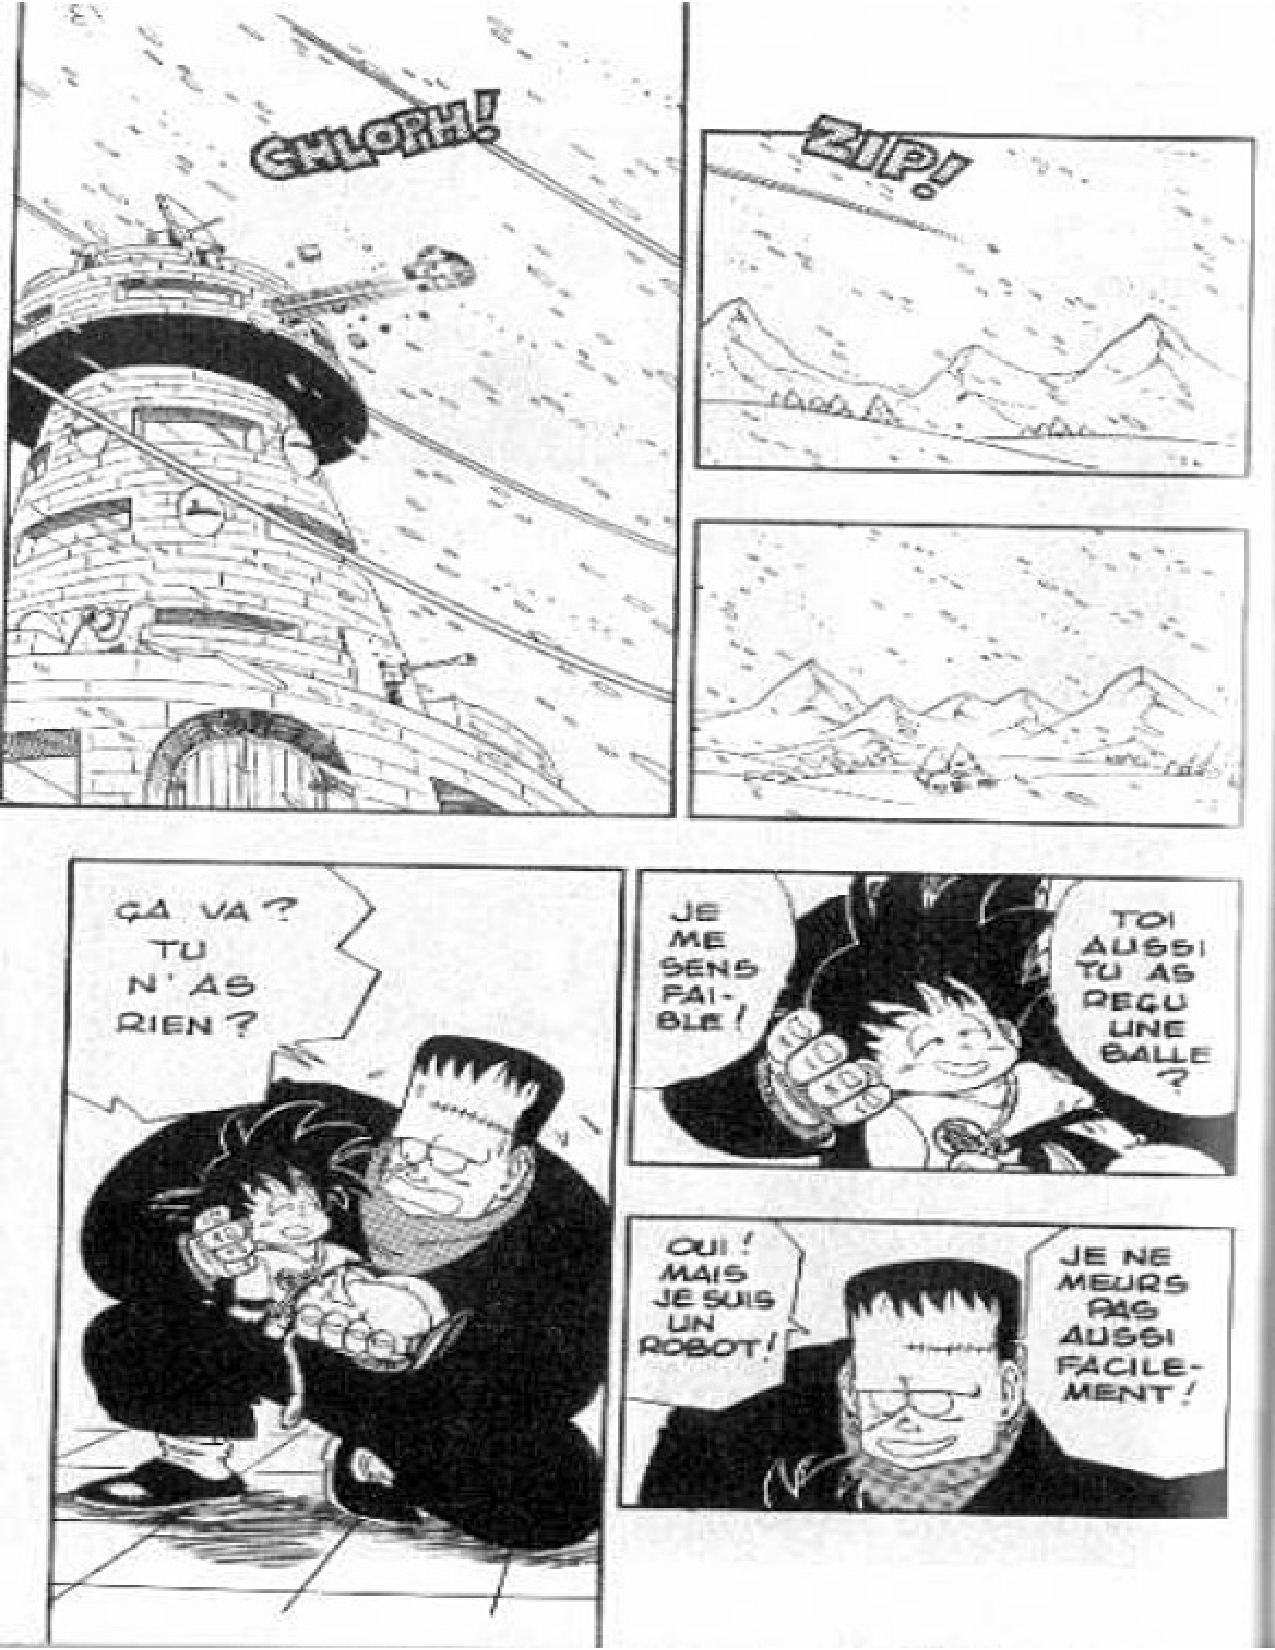 CHLOPH!
ZIP!
ÇA VA?
TU
N'AS
RIEN?
JE
ME
SENS
FAI-
BLE!
TOI
AUSSI
TU AS
REÇU
UNE
BALLE
?
OUI!
MAIS
JE SUIS
UN
ROBOT!
JE NE
MEURS
PAS
AUSSI
FACILE-
MENT!